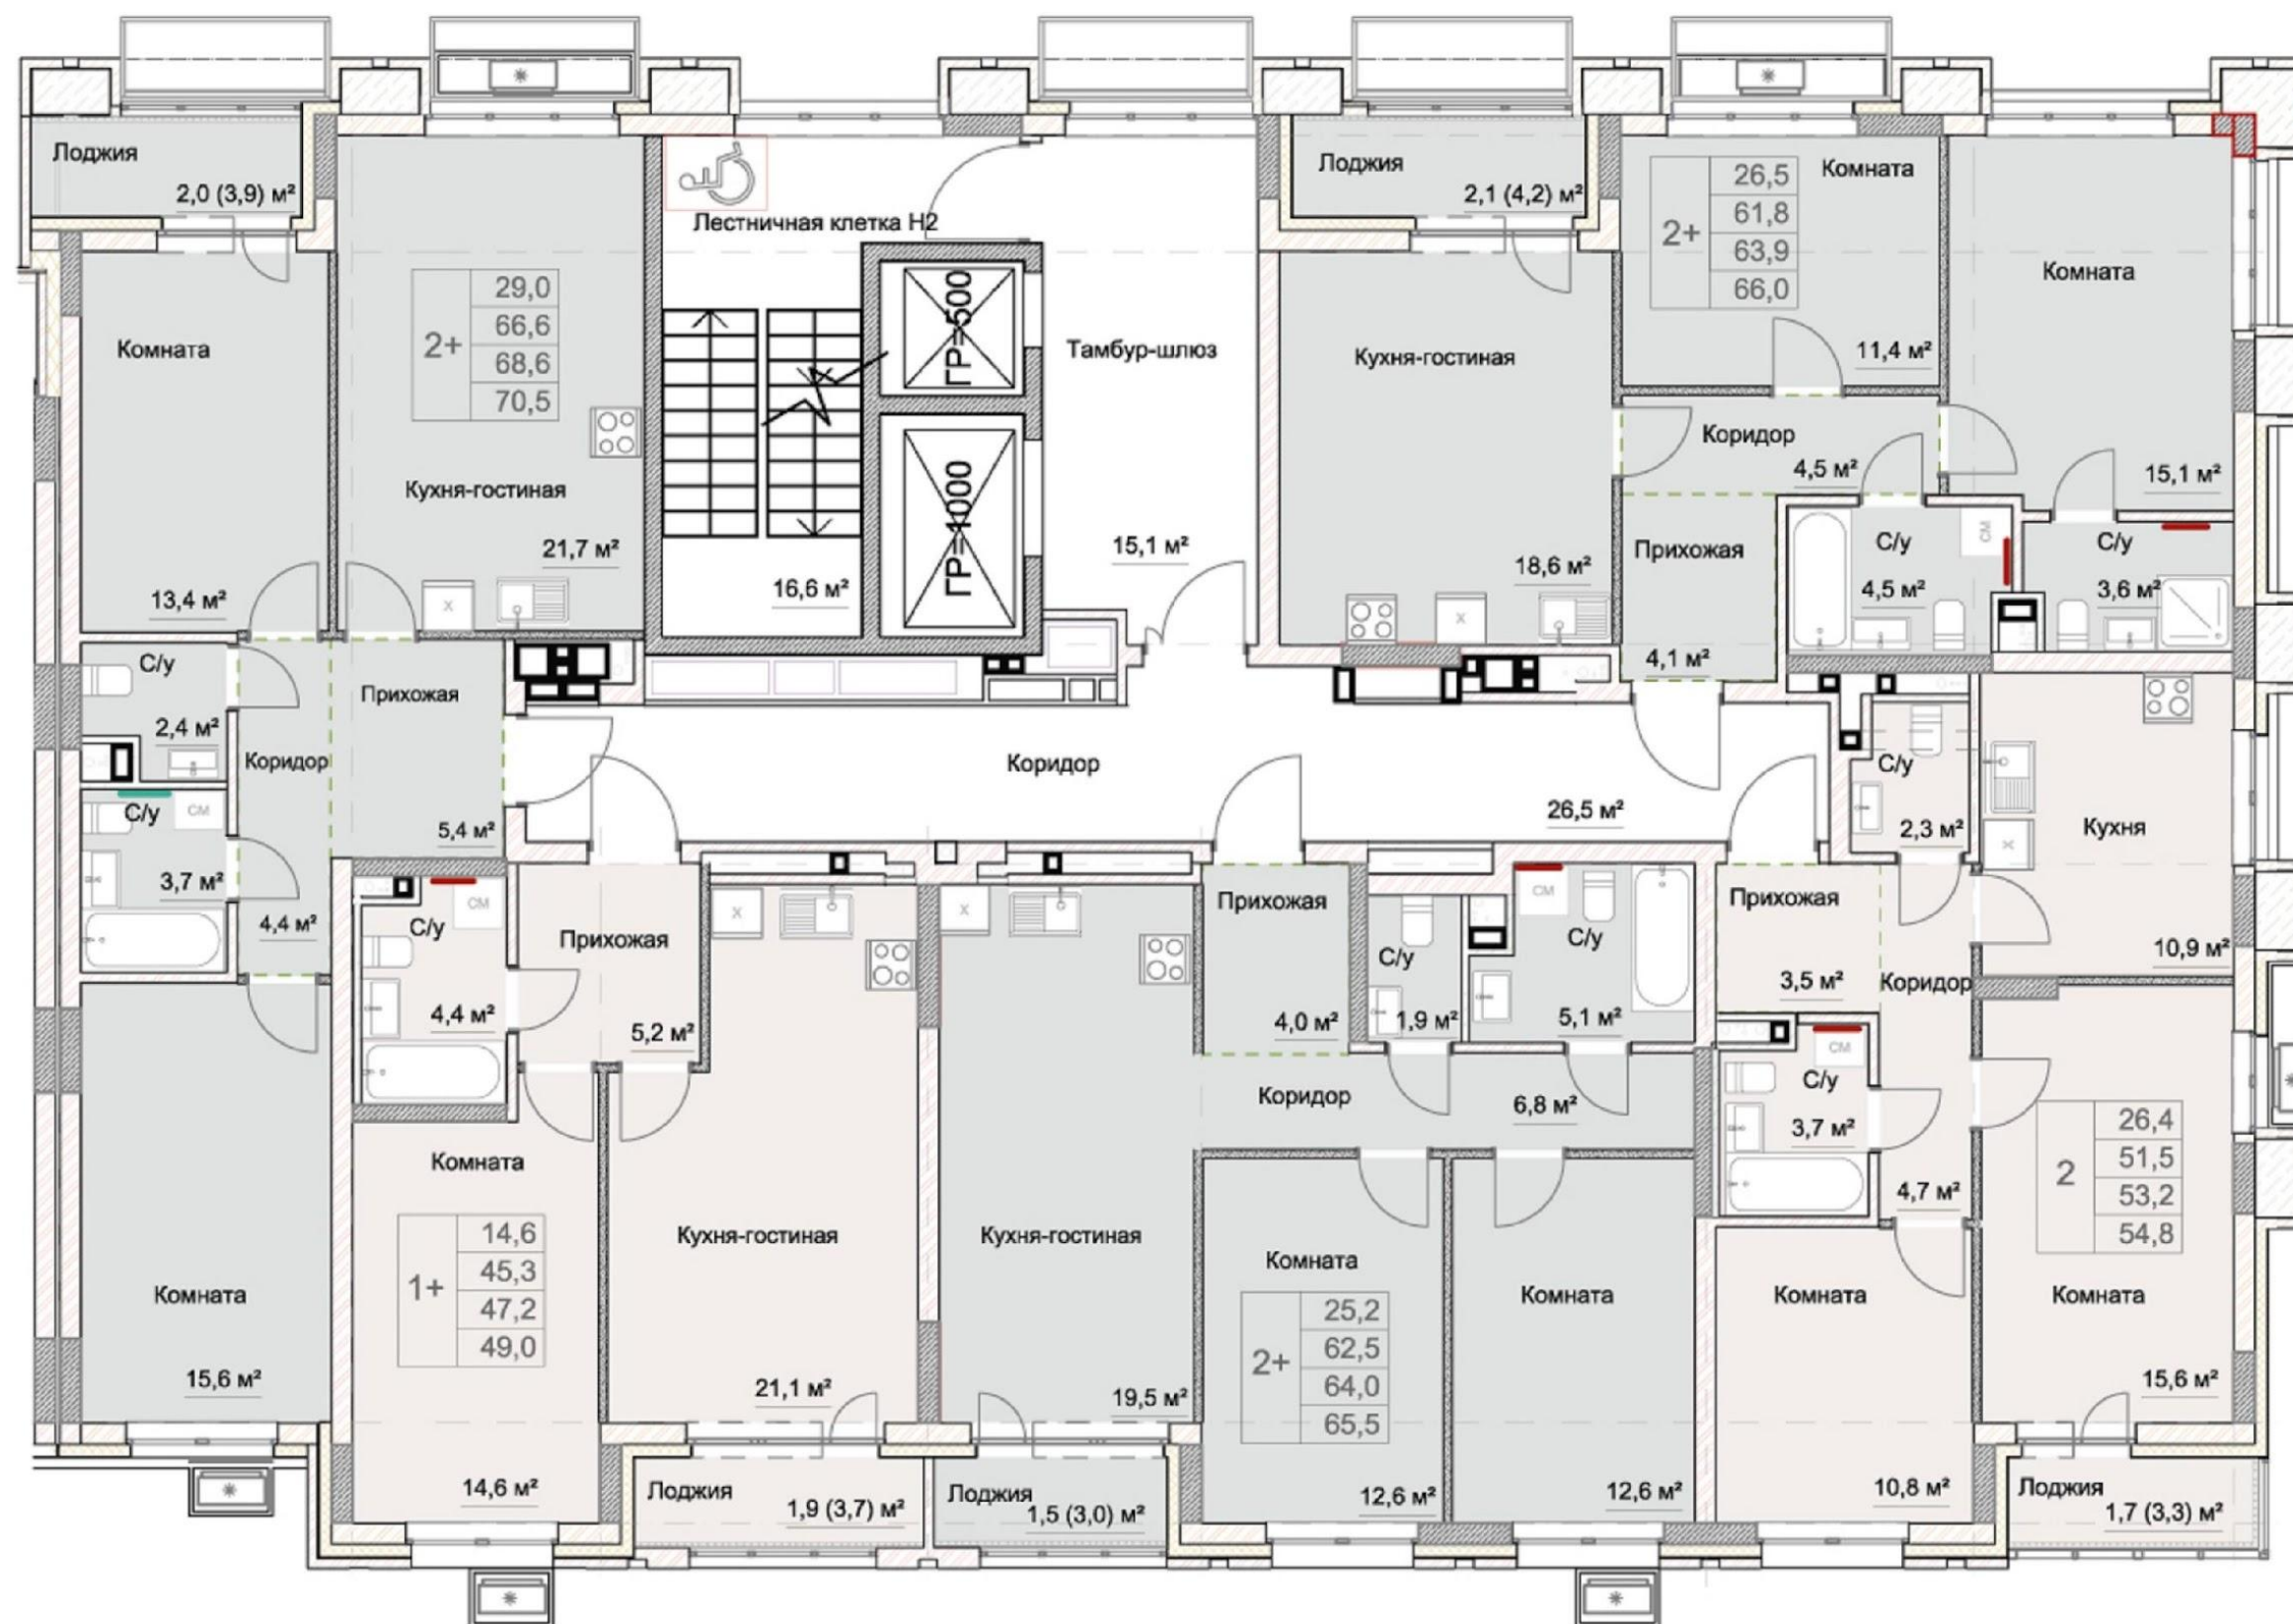 Лоджия
2,0 (3,9) м²
Комната
13,4 м²
2+
29,0
66,6
68,6
70,5
Кухня-гостиная
21,7 м²
X
Лестничная клетка Н2
16,6 м²
ГР=500
ГР=1000
Тамбур-шлюз
15,1 м²
Лоджия
2,1 (4,2) м²
Кухня-гостиная
18,6 м²
X
2+
26,5
61,8
63,9
66,0
Комната
11,4 м²
Комната
15,1 м²
Коридор
4,5 м²
Прихожая
4,1 м²
С/у
СМ
4,5 м²
С/у
3,6 м²
С/у
2,4 м²
Прихожая
5,4 м²
Коридор
4,4 м²
С/у
СМ
3,7 м²
Комната
15,6 м²
Коридор
26,5 м²
С/у
СМ
4,4 м²
Прихожая
5,2 м²
Комната
1+
14,6
45,3
47,2
49,0
14,6 м²
X
Кухня-гостиная
21,1 м²
Лоджия
1,9 (3,7) м²
X
Кухня-гостиная
19,5 м²
Лоджия
1,5 (3,0) м²
Прихожая
4,0 м²
С/у
1,9 м²
СМ
С/у
5,1 м²
Коридор
6,8 м²
Комната
2+
25,2
62,5
64,0
65,5
12,6 м²
Комната
12,6 м²
С/у
2,3 м²
Кухня
X
10,9 м²
Прихожая
3,5 м²
Коридор
4,7 м²
СМ
С/у
3,7 м²
Комната
10,8 м²
2
26,4
51,5
53,2
54,8
Комната
15,6 м²
Лоджия
1,7 (3,3) м²